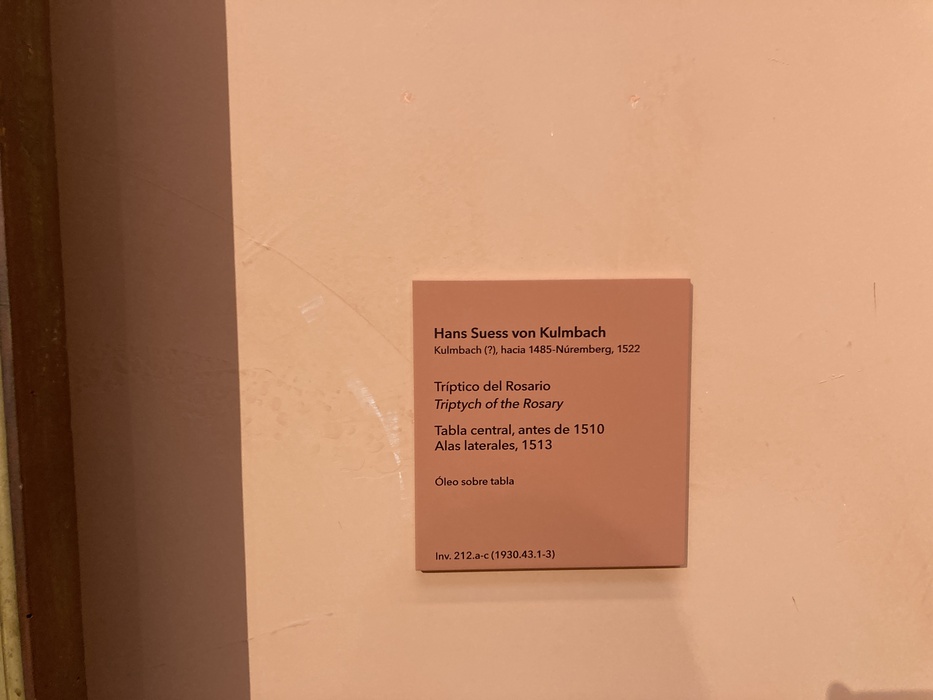 Hans Suess von Kulmbach
Kulmbach (?), hacia 1485-Núremberg, 1522
Tríptico del Rosario
Triptych of the Rosary
Tabla central, antes de 1510
Alas laterales, 1513
Óleo sobre tabla
Inv. 212.a-c (1930.43.1-3)